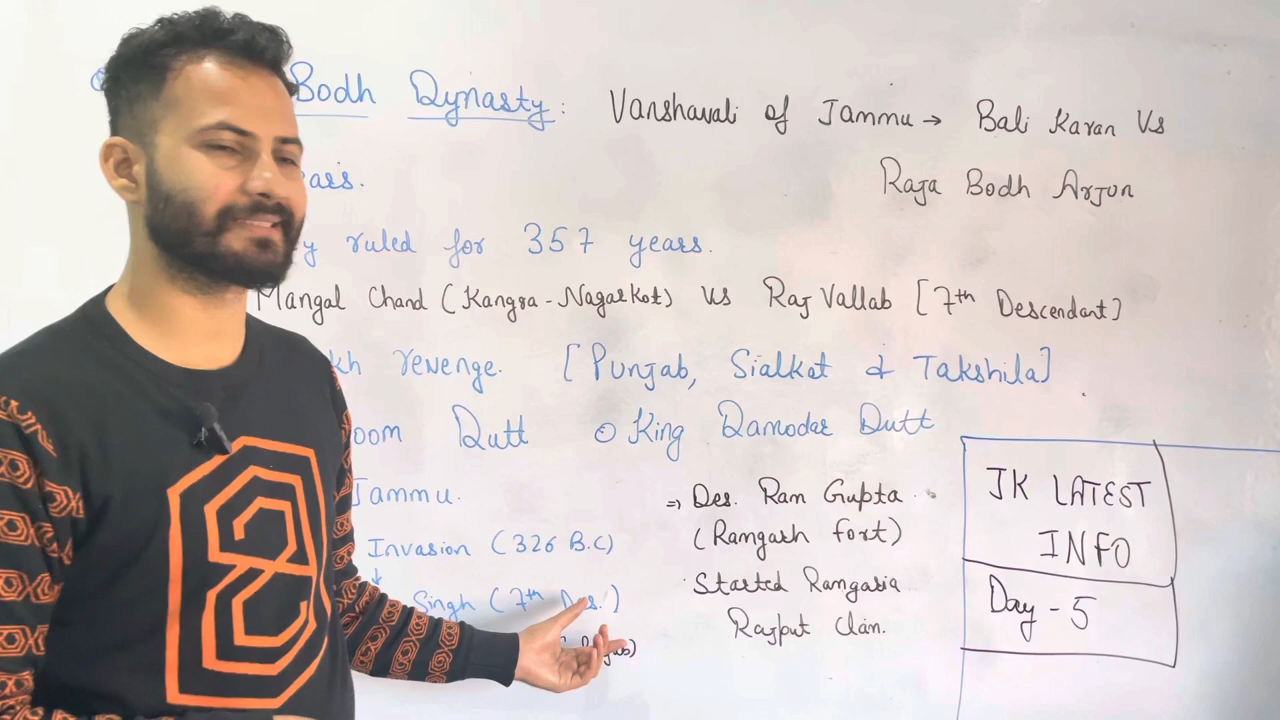 Bodh Dynasty: Vanshavali of Jammu → Bali Karan Vs
Raja Bodh Arjun
ruled for 357 years.
Mangal Chand (Kangra-Nagarkot) Vs Raj Vallab [7th Descendant]
revenge. [Punjab, Sialkot & Takshila]
Dutt ⊙ King Damodar Dutt
Jammu.
⇒ Des. Ram Gupta
Invasion (326 B.C)
(Ramgarh fort)
Singh (7th Des.)
Started Ramgaria
Rajput Clan.
JK LATEST
INFO
Day - 5